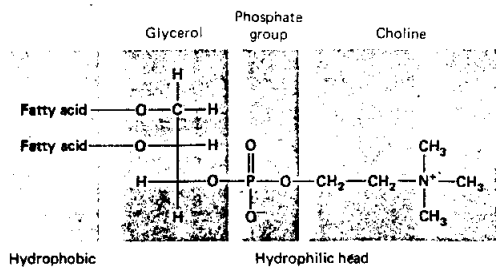 Glycerol Phosphate group Choline
H
Fatty acid O C H
Fatty acid O H O CH₃
H O P O CH₂ CH₂ N⁺ CH₃
H O⁻ CH₃
Hydrophobic Hydrophilic head